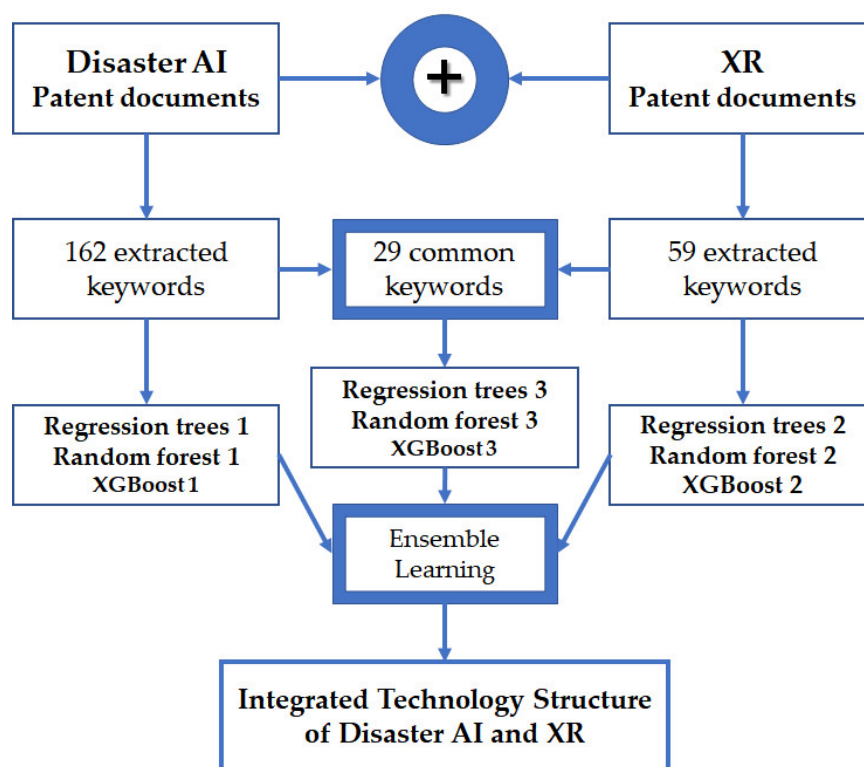 Disaster AI
Patent documents
+
XR
Patent documents
162 extracted
keywords
29 common
keywords
59 extracted
keywords
Regression trees 1
Random forest 1
XGBoost 1
Regression trees 3
Random forest 3
XGBoost 3
Regression trees 2
Random forest 2
XGBoost 2
Ensemble
Learning
Integrated Technology Structure
of Disaster AI and XR